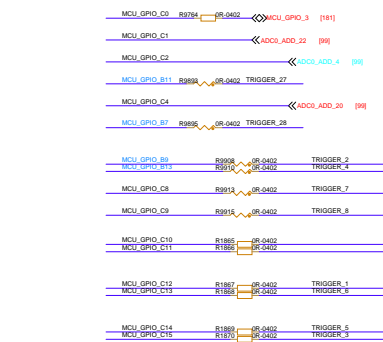 MCU_GPIO_C0 R9764 0R-0402 MCU_GPIO_3 [181]
MCU_GPIO_C1 ADC0_ADD_22 [99]
MCU_GPIO_C2 ADC0_ADD_4 [99]
MCU_GPIO_B11 R9893 0R-0402 TRIGGER_27
MCU_GPIO_C4 ADC0_ADD_20 [99]
MCU_GPIO_B7 R9895 0R-0402 TRIGGER_28
MCU_GPIO_B9 R9908 0R-0402 TRIGGER_2
MCU_GPIO_B13 R9910 0R-0402 TRIGGER_4
MCU_GPIO_C8 R9913 0R-0402 TRIGGER_7
MCU_GPIO_C9 R9915 0R-0402 TRIGGER_8
MCU_GPIO_C10 R1865 0R-0402
MCU_GPIO_C11 R1866 0R-0402
MCU_GPIO_C12 R1867 0R-0402 TRIGGER_1
MCU_GPIO_C13 R1868 0R-0402 TRIGGER_6
MCU_GPIO_C14 R1869 0R-0402 TRIGGER_5
MCU_GPIO_C15 R1870 0R-0402 TRIGGER_3